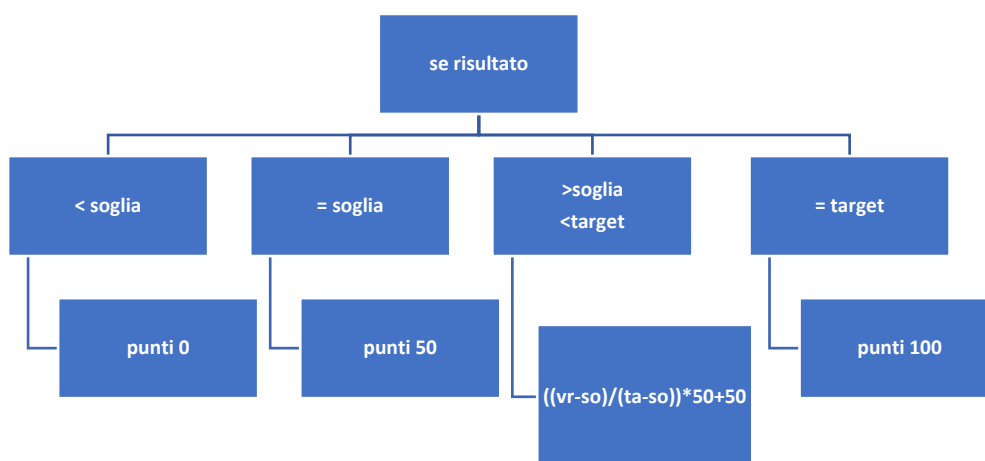 se risultato
< soglia
= soglia
>soglia
<target
= target
punti 0
punti 50
((vr-so)/(ta-so))*50+50
punti 100